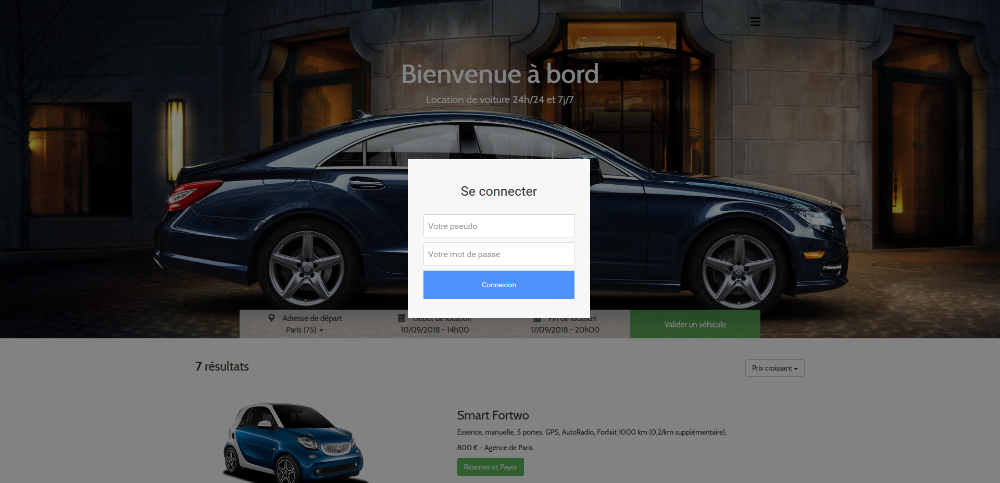 Bienvenue à bord
Location de voiture 24h/24 et 7j/7
Se connecter
Votre pseudo
Votre mot de passe
Connexion
Adresse de départ
Paris (75)
Début de location
10/09/2018 - 14h00
Fin de location
17/09/2018 - 20h00
Valider un véhicule
7 résultats
Prix croissant
Smart Fortwo
Essence, manuelle, 5 portes, GPS, AutoRadio, Forfait 1000 km (0,2/km supplémentaire),
800 € - Agence de Paris
Réserver et Payer